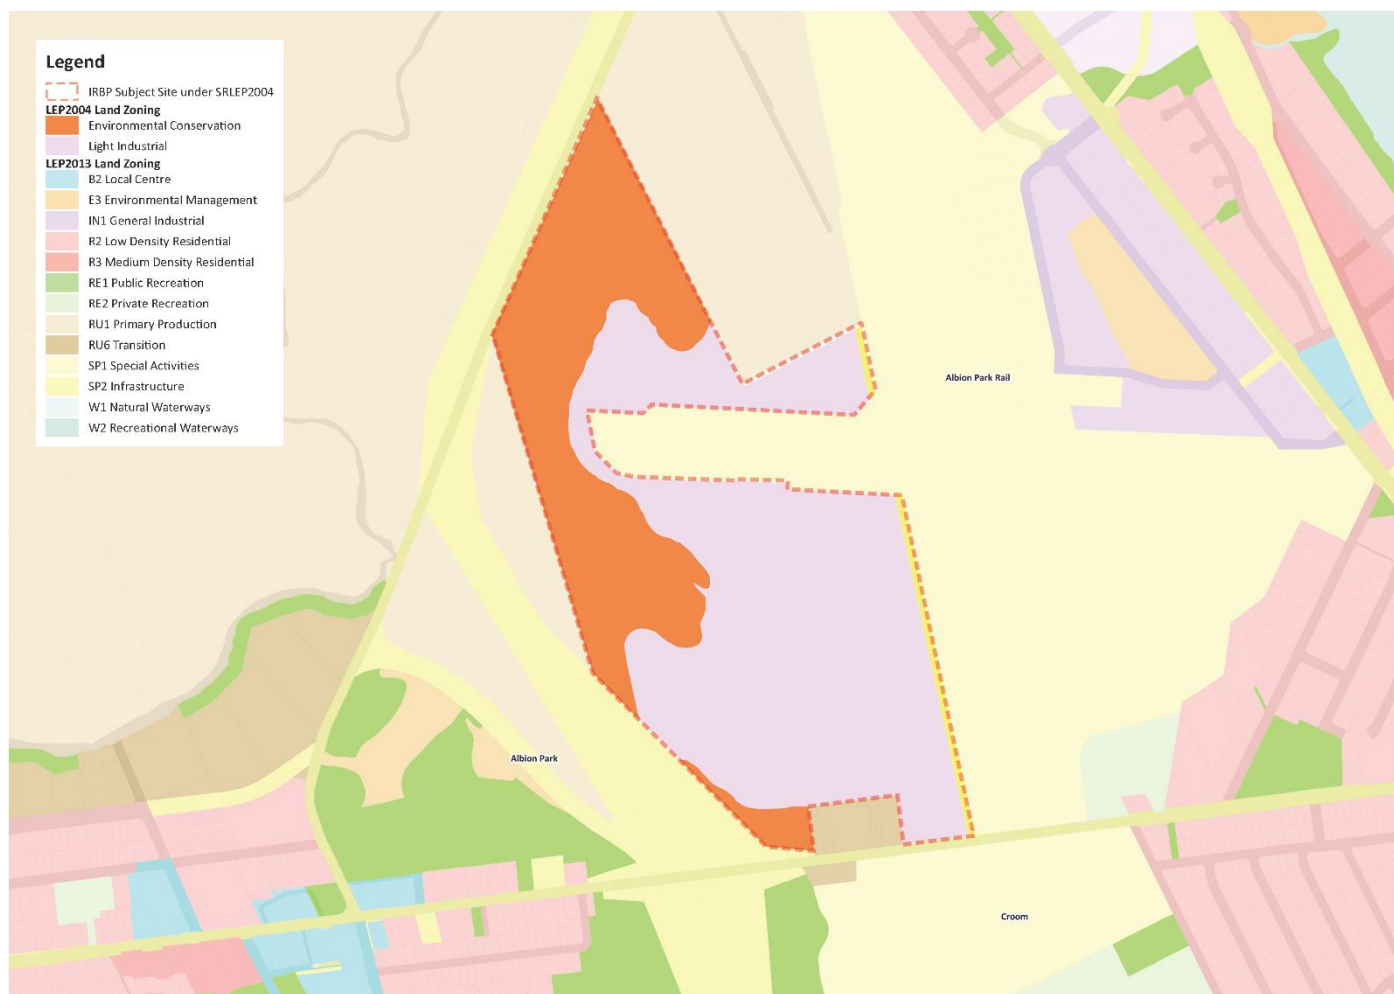 Legend
IRBP Subject Site under SRLEP2004
LEP2004 Land Zoning
Environmental Conservation
Light Industrial
LEP2013 Land Zoning
B2 Local Centre
E3 Environmental Management
IN1 General Industrial
R2 Low Density Residential
R3 Medium Density Residential
RE1 Public Recreation
RE2 Private Recreation
RU1 Primary Production
RU6 Transition
SP1 Special Activities
SP2 Infrastructure
W1 Natural Waterways
W2 Recreational Waterways
Albion Park Rail
Albion Park
Croom